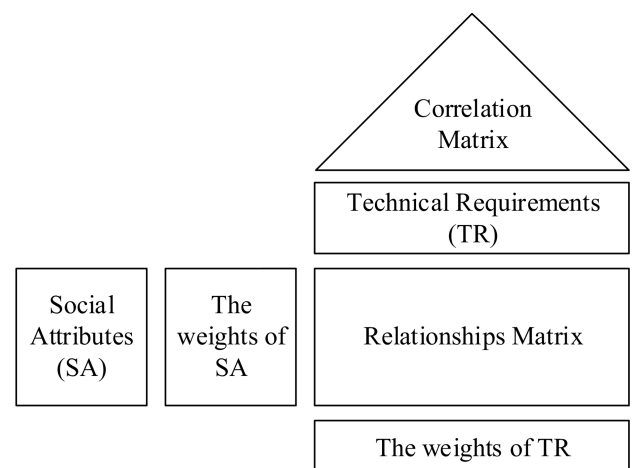 Correlation
Matrix
Technical Requirements
(TR)
Social
Attributes
(SA)
The
weights of
SA
Relationships Matrix
The weights of TR